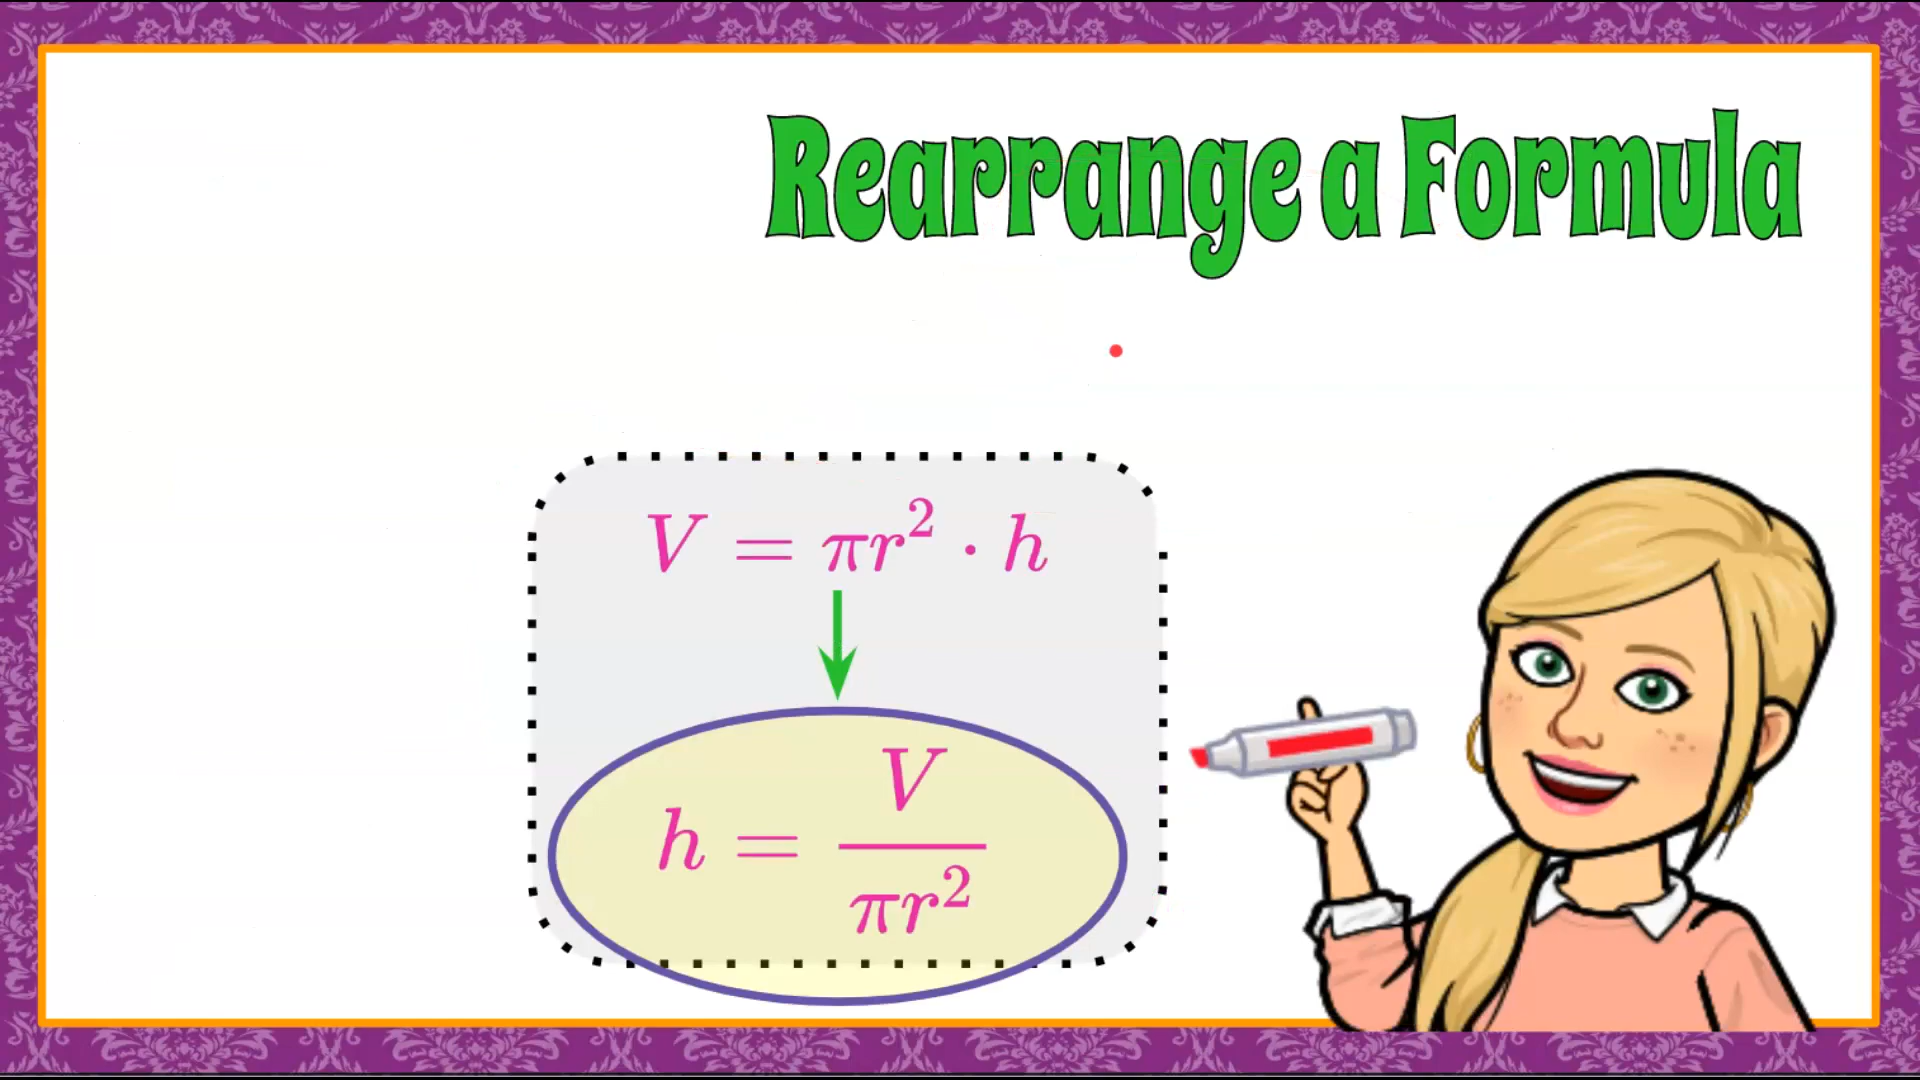 Rearrange a Formula
V = πr² · h
h = V/πr²